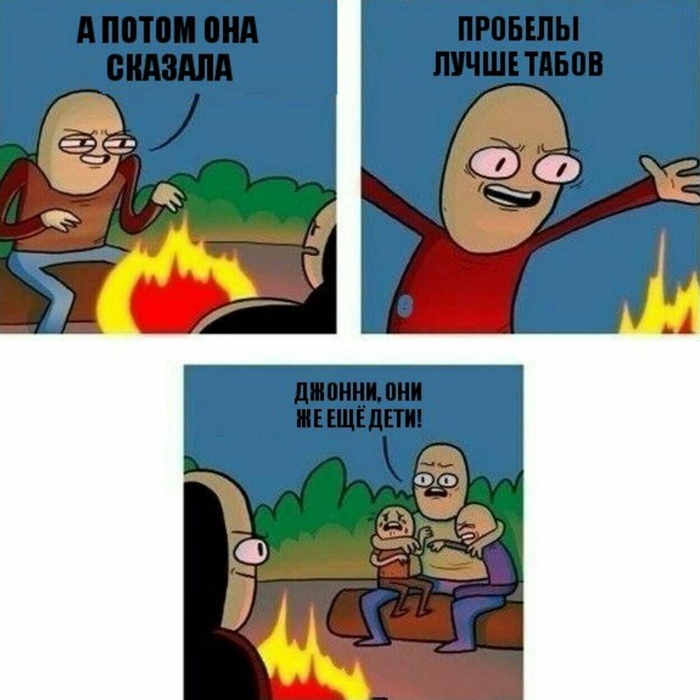 А ПОТОМ ОНА
СКАЗАЛА
ПРОБЕЛЫ
ЛУЧШЕ ТАБОВ
ДЖОННИ, ОНИ
ЖЕ ЕЩЁ ДЕТИ!